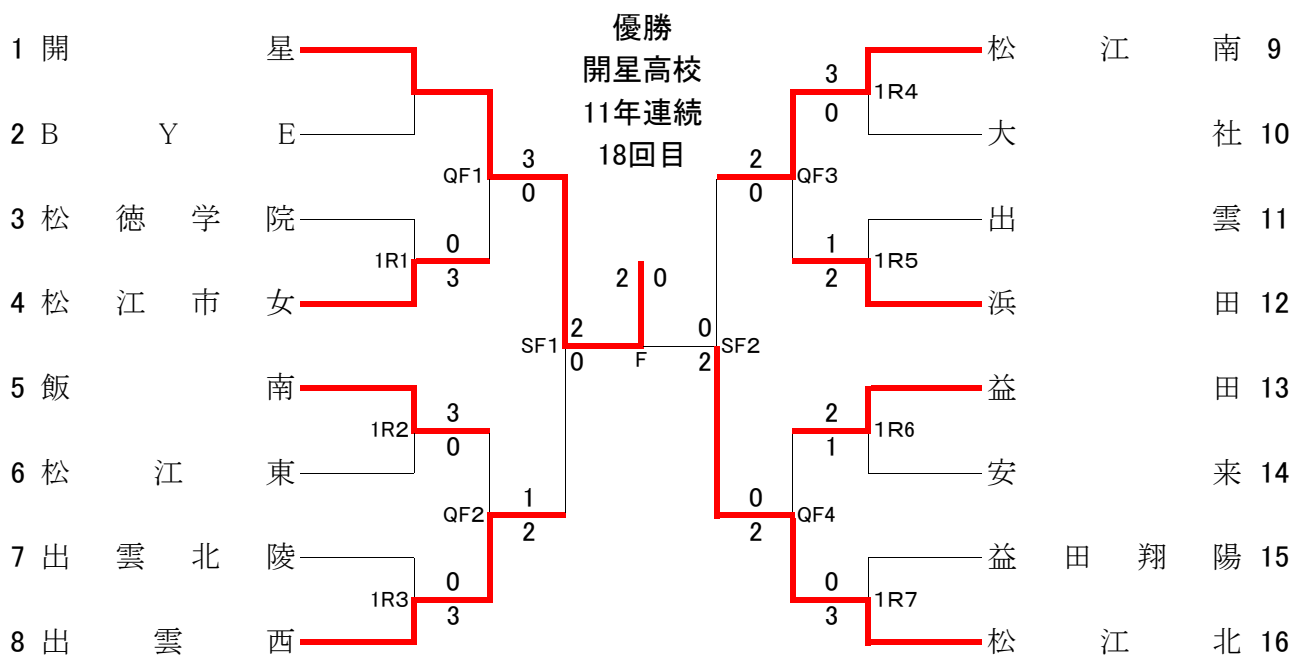 優勝
開星高校
11年連続
18回目
1 開 星
2 B Y E
3 松 徳 学 院
4 松 江 市 女
5 飯 南
6 松 江 東
7 出 雲 北 陵
8 出 雲 西
1R1
0
3
1R2
3
0
1R3
0
3
QF1
3
0
QF2
1
2
SF1
2
0
2 0
F
0
2
SF2
2
0
QF3
0
2
QF4
3
0
1R4
1
2
1R5
2
1
1R6
0
3
1R7
松 江 南 9
大 社 10
出 雲 11
浜 田 12
益 田 13
安 来 14
益 田 翔 陽 15
松 江 北 16